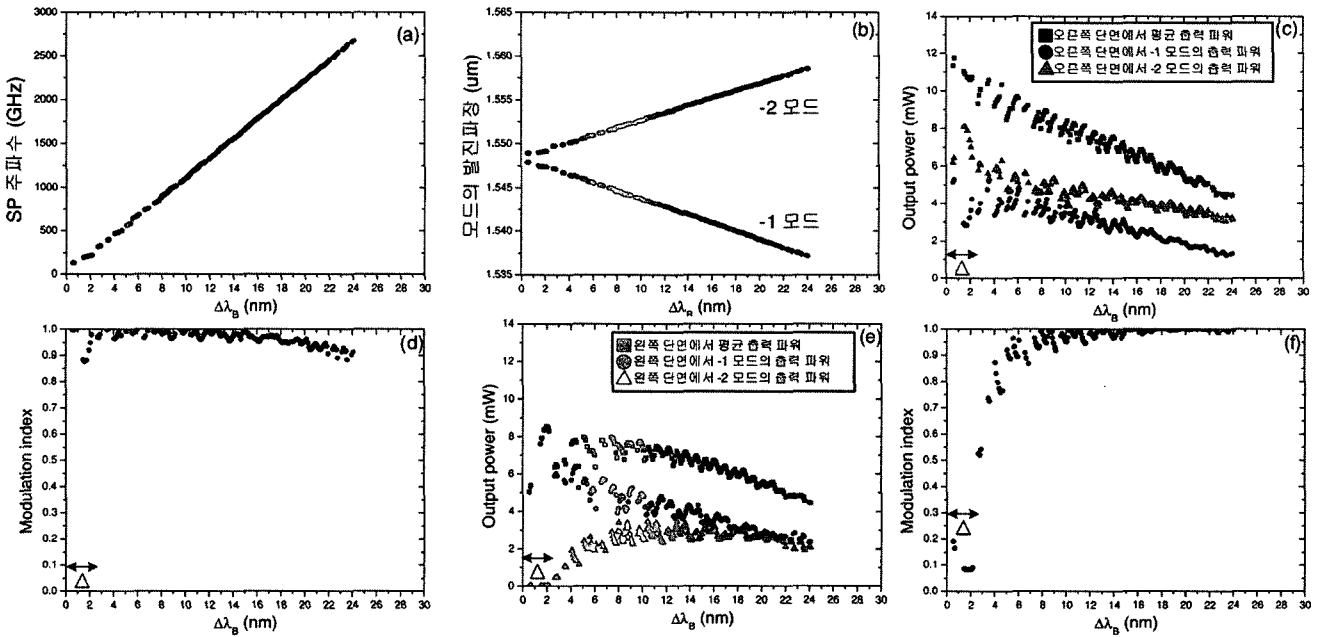 (a)
SP 주파수 (GHz)
3000
2500
2000
1500
1000
500
0
0 2 4 6 8 10 12 14 16 18 20 22 24 26 28 30
Δλ_B (nm)
(b)
모드의 발진파장 (um)
1.565
1.560
1.555
1.550
1.545
1.540
1.535
-2 모드
-1 모드
0 2 4 6 8 10 12 14 16 18 20 22 24 26 28 30
Δλ_B (nm)
(c)
Output power (mW)
14
12
10
8
6
4
2
0
오른쪽 단면에서 평균 출력 파워
오른쪽 단면에서 -1 모드의 출력 파워
오른쪽 단면에서 -2 모드의 출력 파워
0 2 4 6 8 10 12 14 16 18 20 22 24 26 28 30
Δλ_B (nm)
(d)
Modulation index
1.0
0.9
0.8
0.7
0.6
0.5
0.4
0.3
0.2
0.1
0.0
0 2 4 6 8 10 12 14 16 18 20 22 24 26 28 30
Δλ_B (nm)
(e)
Output power (mW)
14
12
10
8
6
4
2
0
왼쪽 단면에서 평균 출력 파워
왼쪽 단면에서 -1 모드의 출력 파워
왼쪽 단면에서 -2 모드의 출력 파워
0 2 4 6 8 10 12 14 16 18 20 22 24 26 28 30
Δλ_B (nm)
(f)
Modulation index
1.0
0.9
0.8
0.7
0.6
0.5
0.4
0.3
0.2
0.1
0.0
0 2 4 6 8 10 12 14 16 18 20 22 24 26 28 30
Δλ_B (nm)